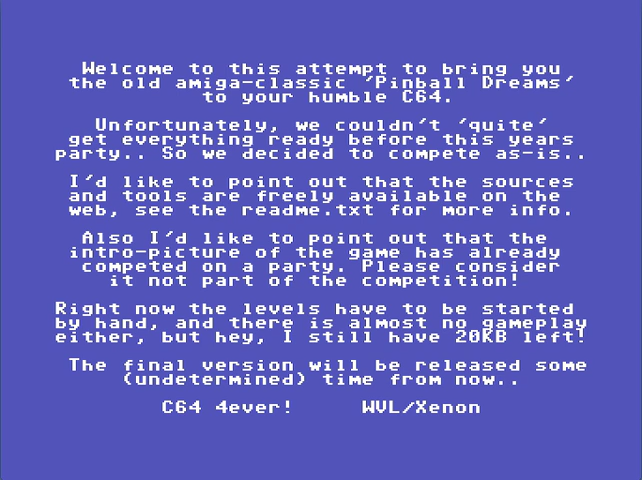 Welcome to this attempt to bring you
the old amiga-classic 'Pinball Dreams'
to your humble C64.
Unfortunately, we couldn't 'quite'
get everything ready before this years
party.. So we decided to compete as-is..
I'd like to point out that the sources
and tools are freely available on the
web, see the readme.txt for more info.
Also I'd like to point out that the
intro-picture of the game has already
competed on a party. Please consider
it not part of the competition!
Right now the levels have to be started
by hand, and there is almost no gameplay
either, but hey, I still have 20KB left!
The final version will be released some
(undetermined) time from now..
C64 4ever! WVL/Xenon